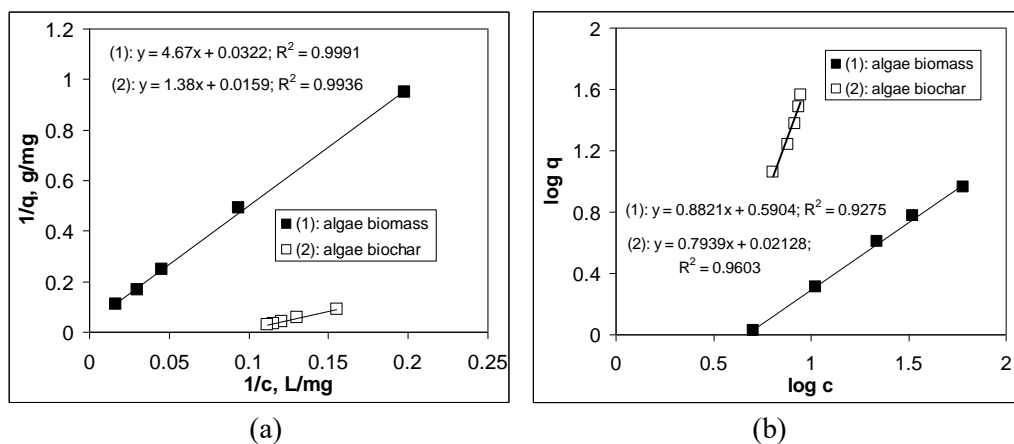 1.2
1
0.8
0.6
0.4
0.2
0
1/q, g/mg
(1): y = 4.67x + 0.0322; R² = 0.9991
(2): y = 1.38x + 0.0159; R² = 0.9936
(1): algae biomass
(2): algae biochar
0 0.05 0.1 0.15 0.2 0.25
1/c, L/mg
(a)
2
1.6
1.2
0.8
0.4
0
log q
(1): algae biomass
(2): algae biochar
(1): y = 0.8821x + 0.5904; R² = 0.9275
(2): y = 0.7939x + 0.02128;
R² = 0.9603
0 0.5 1 1.5 2
log c
(b)